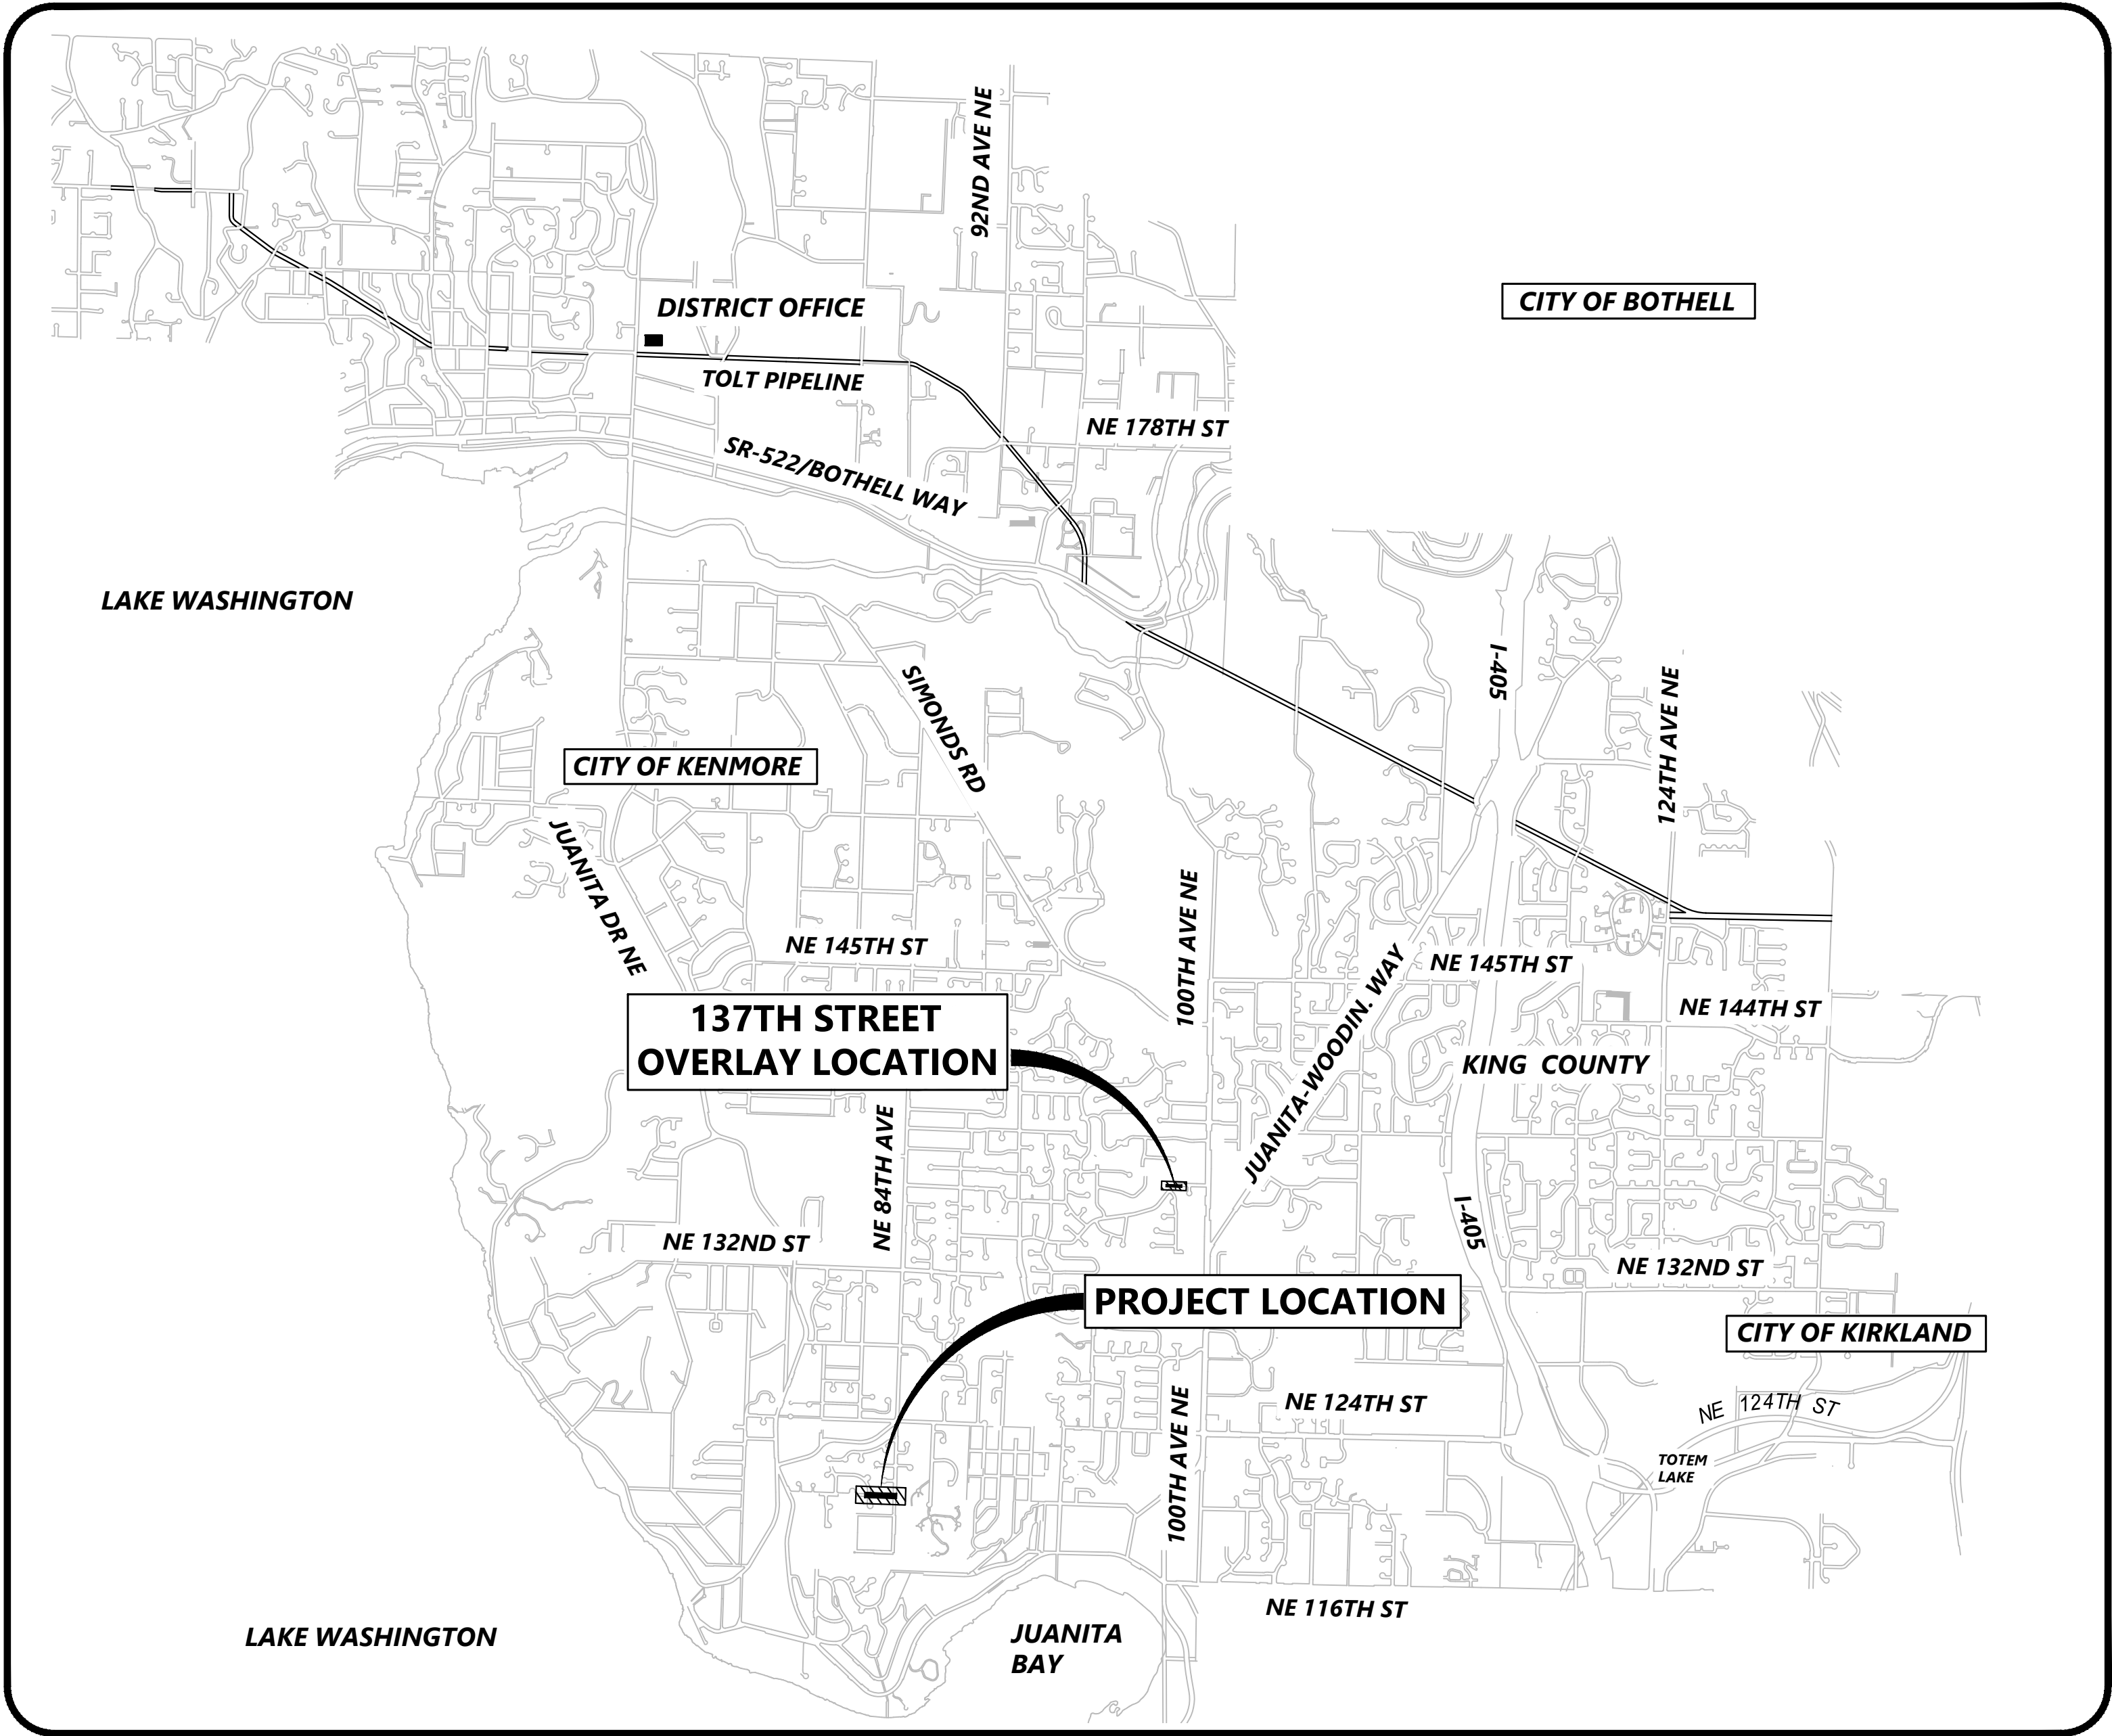 92ND AVE NE
CITY OF BOTHELL
DISTRICT OFFICE
TOLT PIPELINE
NE 178TH ST
SR-522/BOTHELL WAY
LAKE WASHINGTON
I-405
SIMONDS RD
124TH AVE NE
CITY OF KENMORE
JUANITA DR NE
100TH AVE NE
NE 145TH ST
JUANITA-WOODIN. WAY
NE 145TH ST
NE 144TH ST
137TH STREET
OVERLAY LOCATION
KING COUNTY
NE 84TH AVE
I-405
NE 132ND ST
NE 132ND ST
PROJECT LOCATION
CITY OF KIRKLAND
NE 124TH ST
NE 124TH ST
100TH AVE NE
TOTEM
LAKE
NE 116TH ST
LAKE WASHINGTON
JUANITA
BAY